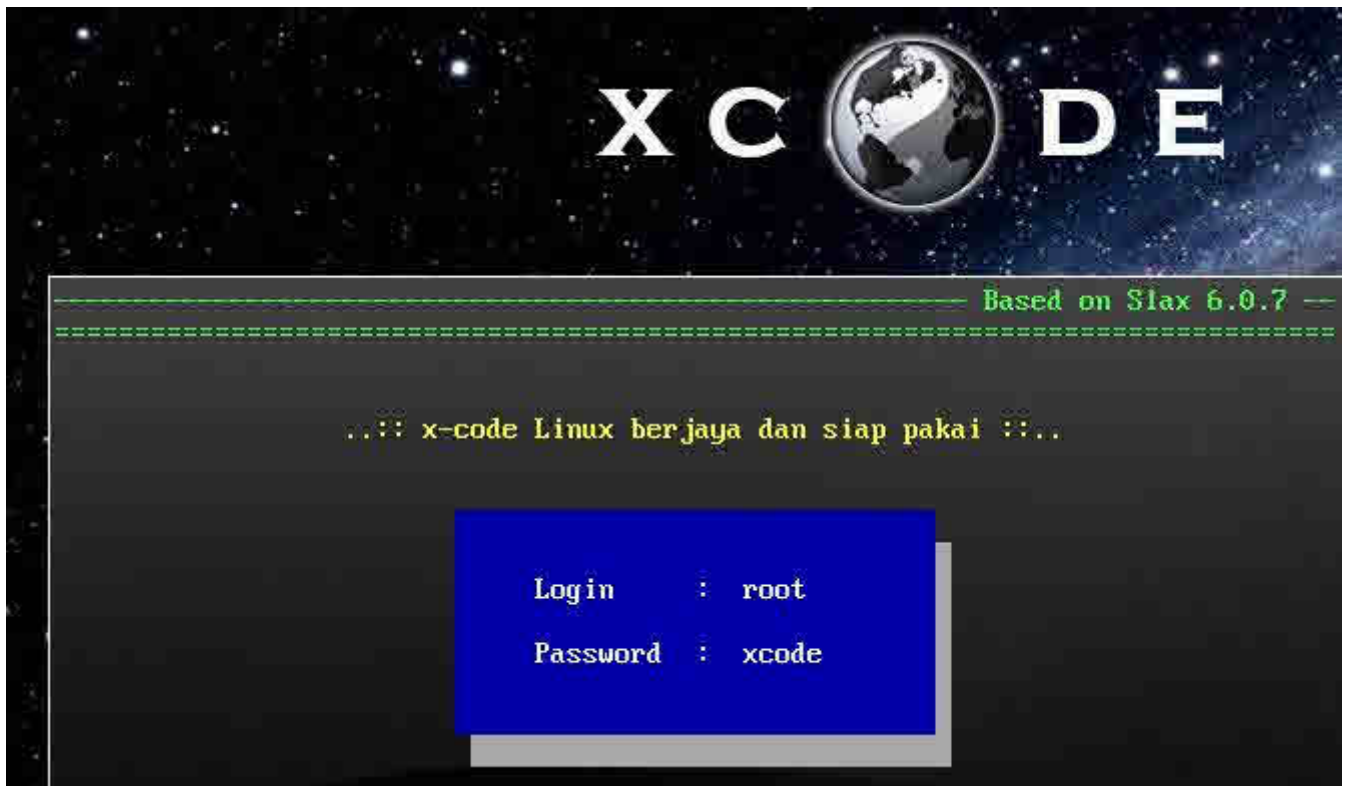 XCODE
Based on Slax 6.0.7
..:: x-code Linux berjaya dan siap pakai ::..
Login : root
Password : xcode